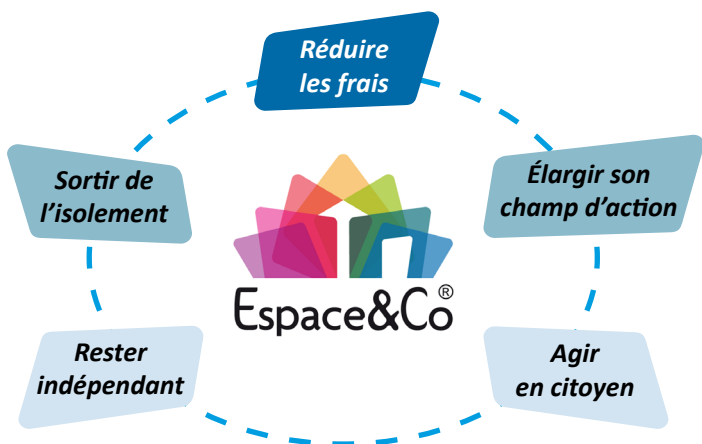 Réduire
les frais
Sortir de
l'isolement
Élargir son
champ d'action
Espace&Co®
Rester
indépendant
Agir
en citoyen